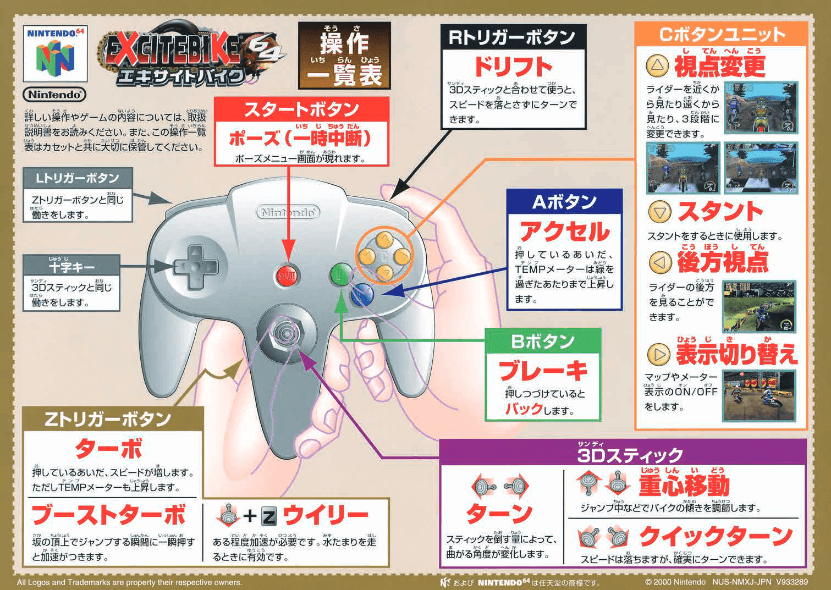 NINTENDO64
Nintendo
EXCITEBIKE 64
エキサイトバイク
操作
一覧表
詳しい操作やゲームの内容については、取扱
説明書をお読みください。また、この操作一覧
表はカセットと共に大切に保管してください。
スタートボタン
ポーズ(一時中断)
ポーズメニュー画面が現れます。
Rトリガーボタン
ドリフト
3Dスティックと合わせて使うと、
スピードを落とさずにターンで
きます。
Cボタンユニット
視点変更
ライダーを近くか
ら見たり遠くから
見たり、3段階に
変更できます。
スタント
スタントをするときに使用します。
後方視点
ライダーの後方
を見ることがで
きます。
表示切り替え
マップやメーター
表示のON/OFF
をします。
Lトリガーボタン
Zトリガーボタンと同じ
働きをします。
十字キー
3Dスティックと同じ
働きをします。
Nintendo
START
B
A
Aボタン
アクセル
押しているあいだ、
TEMPメーターは緑を
過ぎたあたりまで上昇し
ます。
Bボタン
ブレーキ
押しつづけていると
バックします。
Zトリガーボタン
ターボ
押しているあいだ、スピードが増します。
ただしTEMPメーターも上昇します。
ブーストターボ
坂の頂上でジャンプする瞬間に一瞬押す
と加速がつきます。
+Z ウイリー
ある程度加速が必要です。水たまりを走
るときに有効です。
3Dスティック
ターン
スティックを倒す量によって、
曲がる角度が変化します。
重心移動
ジャンプ中などでバイクの傾きを調節します。
クイックターン
スピードは落ちますが、確実にターンできます。
All Logos and Trademarks are property their respective owners.
および NINTENDO64 は任天堂の商標です。
© 2000 Nintendo NUS-NMXJ-JPN V933289